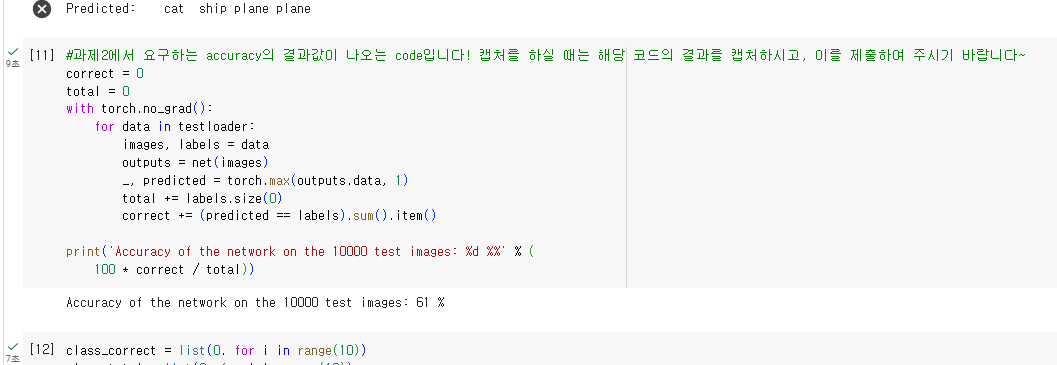 Predicted:    cat  ship plane plane
[11] #과제2에서 요구하는 accuracy의 결과값이 나오는 code입니다! 캡처를 하실 때는 해당 코드의 결과를 캡처하시고, 이를 제출하여 주시기 바랍니다~
9초
correct = 0
total = 0
with torch.no_grad():
    for data in testloader:
        images, labels = data
        outputs = net(images)
        _, predicted = torch.max(outputs.data, 1)
        total += labels.size(0)
        correct += (predicted == labels).sum().item()
print('Accuracy of the network on the 10000 test images: %d %%' % (
    100 * correct / total))
Accuracy of the network on the 10000 test images: 61 %
[12] class_correct = list(0. for i in range(10))
7초